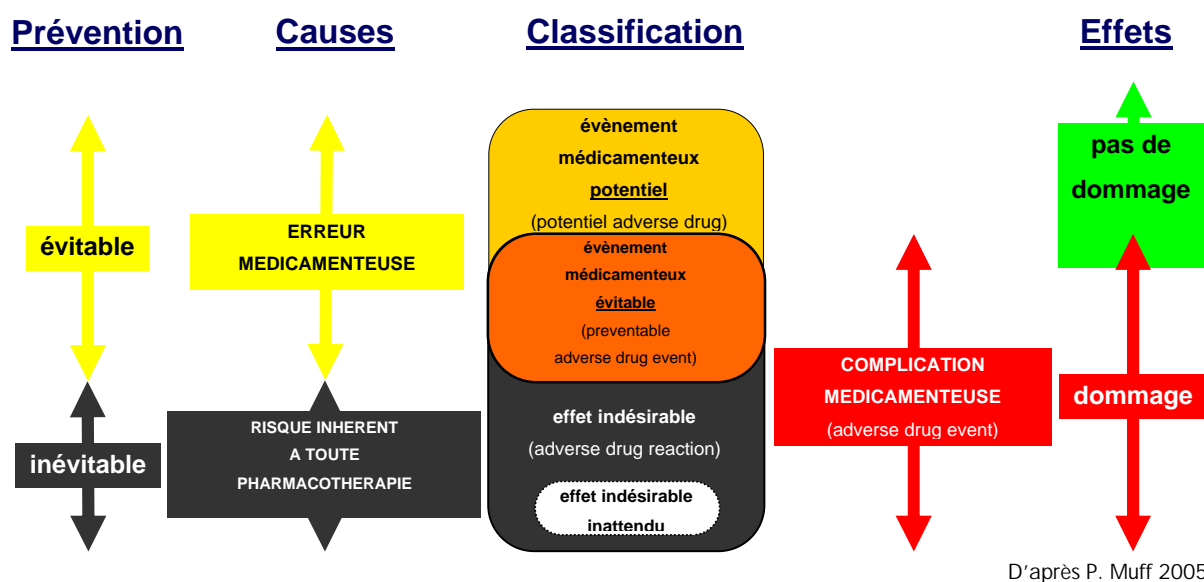 Prévention
Causes
Classification
Effets
évitable
inévitable
ERREUR
MEDICAMENTEUSE
RISQUE INHERENT
A TOUTE
PHARMACOTHERAPIE
évènement
médicamenteux
potentiel
(potentiel adverse drug)
évènement
médicamenteux
évitable
(preventable
adverse drug event)
effet indésirable
(adverse drug reaction)
effet indésirable
inattendu
COMPLICATION
MEDICAMENTEUSE
(adverse drug event)
pas de
dommage
dommage
D'après P. Muff 2005